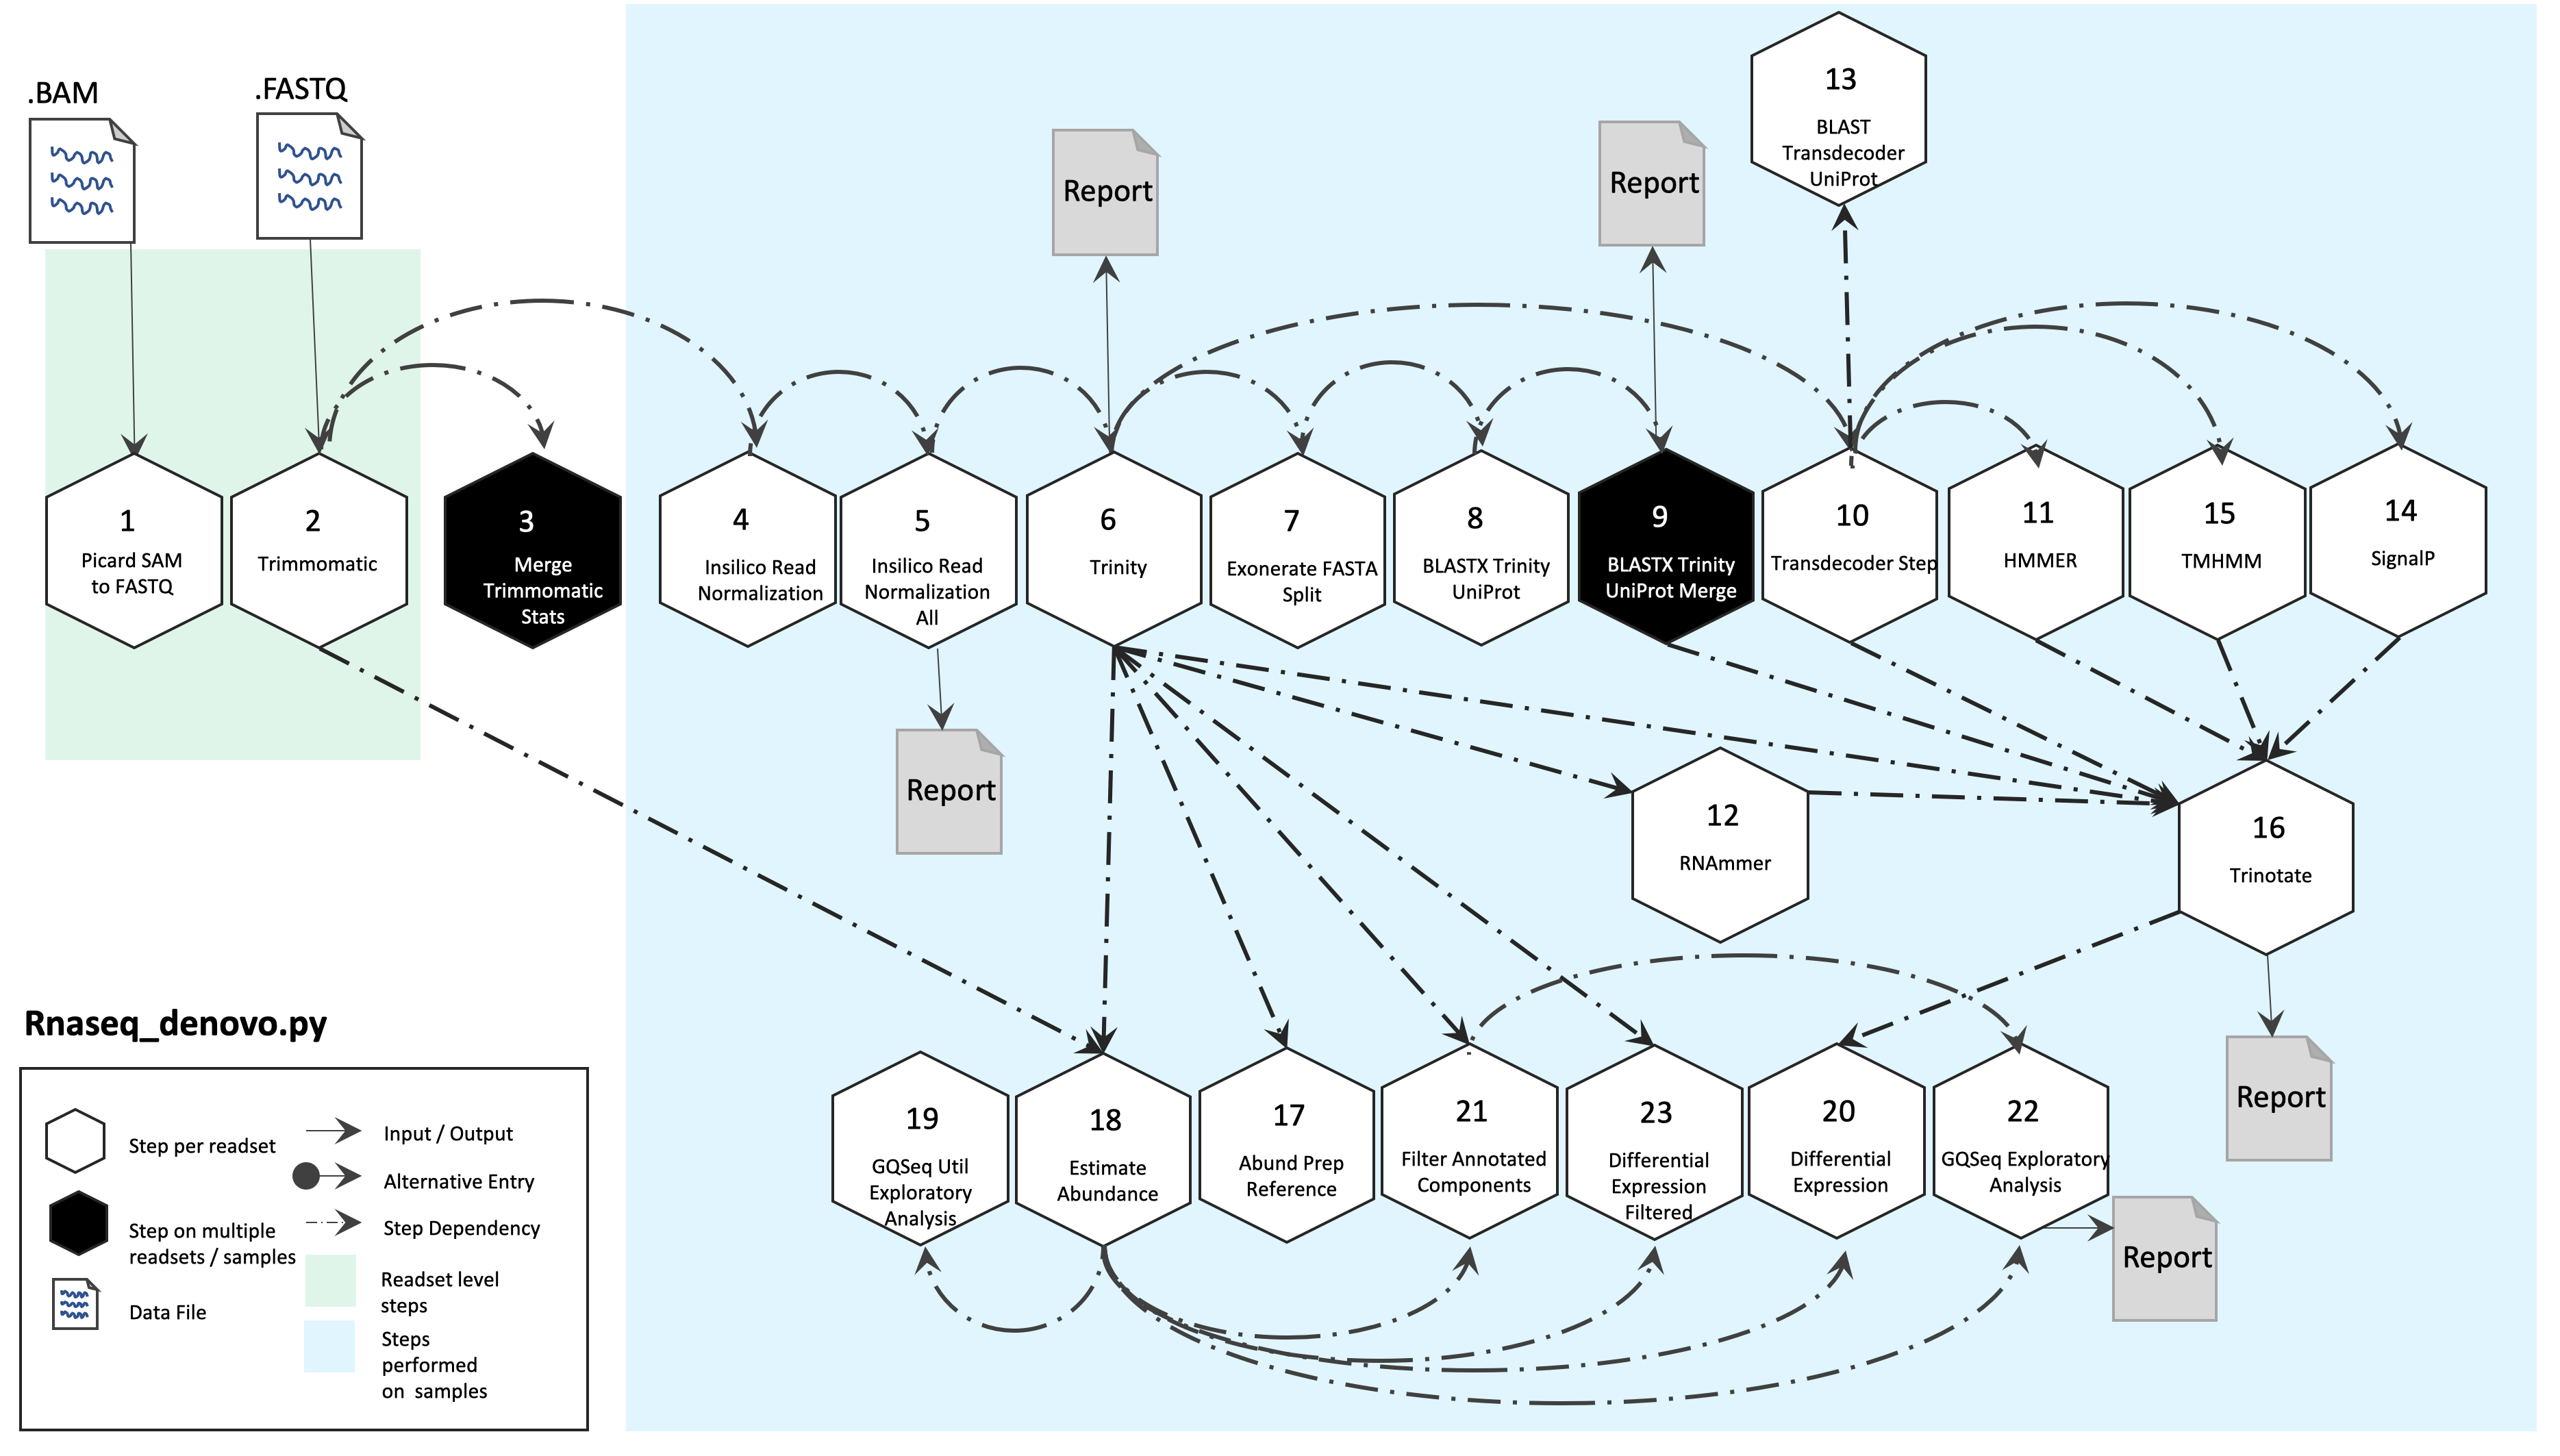 .BAM
.FASTQ
13
BLAST
Transdecoder
UniProt
Report
Report
1
Picard SAM
to FASTQ
2
Trimmomatic
3
Merge
Trimmomatic
Stats
4
Insilico Read
Normalization
5
Insilico Read
Normalization
All
6
Trinity
7
Exonerate FASTA
Split
8
BLASTX Trinity
UniProt
9
BLASTX Trinity
UniProt Merge
10
Transdecoder Step
11
HMMER
15
TMHMM
14
SignalP
Report
12
RNAmmer
16
Trinotate
Report
19
GQSeq Util
Exploratory
Analysis
18
Estimate
Abundance
17
Abund Prep
Reference
21
Filter Annotated
Components
23
Differential
Expression
Filtered
20
Differential
Expression
22
GQSeq Exploratory
Analysis
Report
Rnaseq_denovo.py
Step per readset
Step on multiple
readsets / samples
Data File
Input / Output
Alternative Entry
Step Dependency
Readset level
steps
Steps
performed
on samples